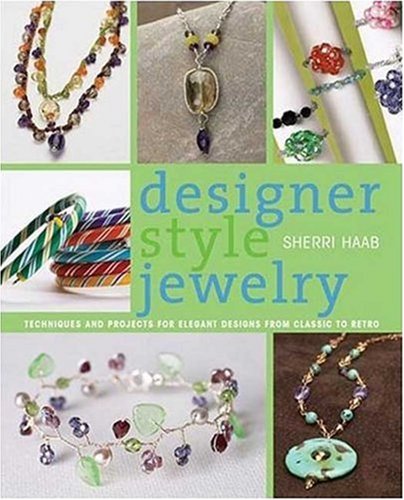 designer
style SHERRI HAAB
jewelry
TECHNIQUES AND PROJECTS FOR ELEGANT DESIGNS FROM CLASSIC TO RETRO